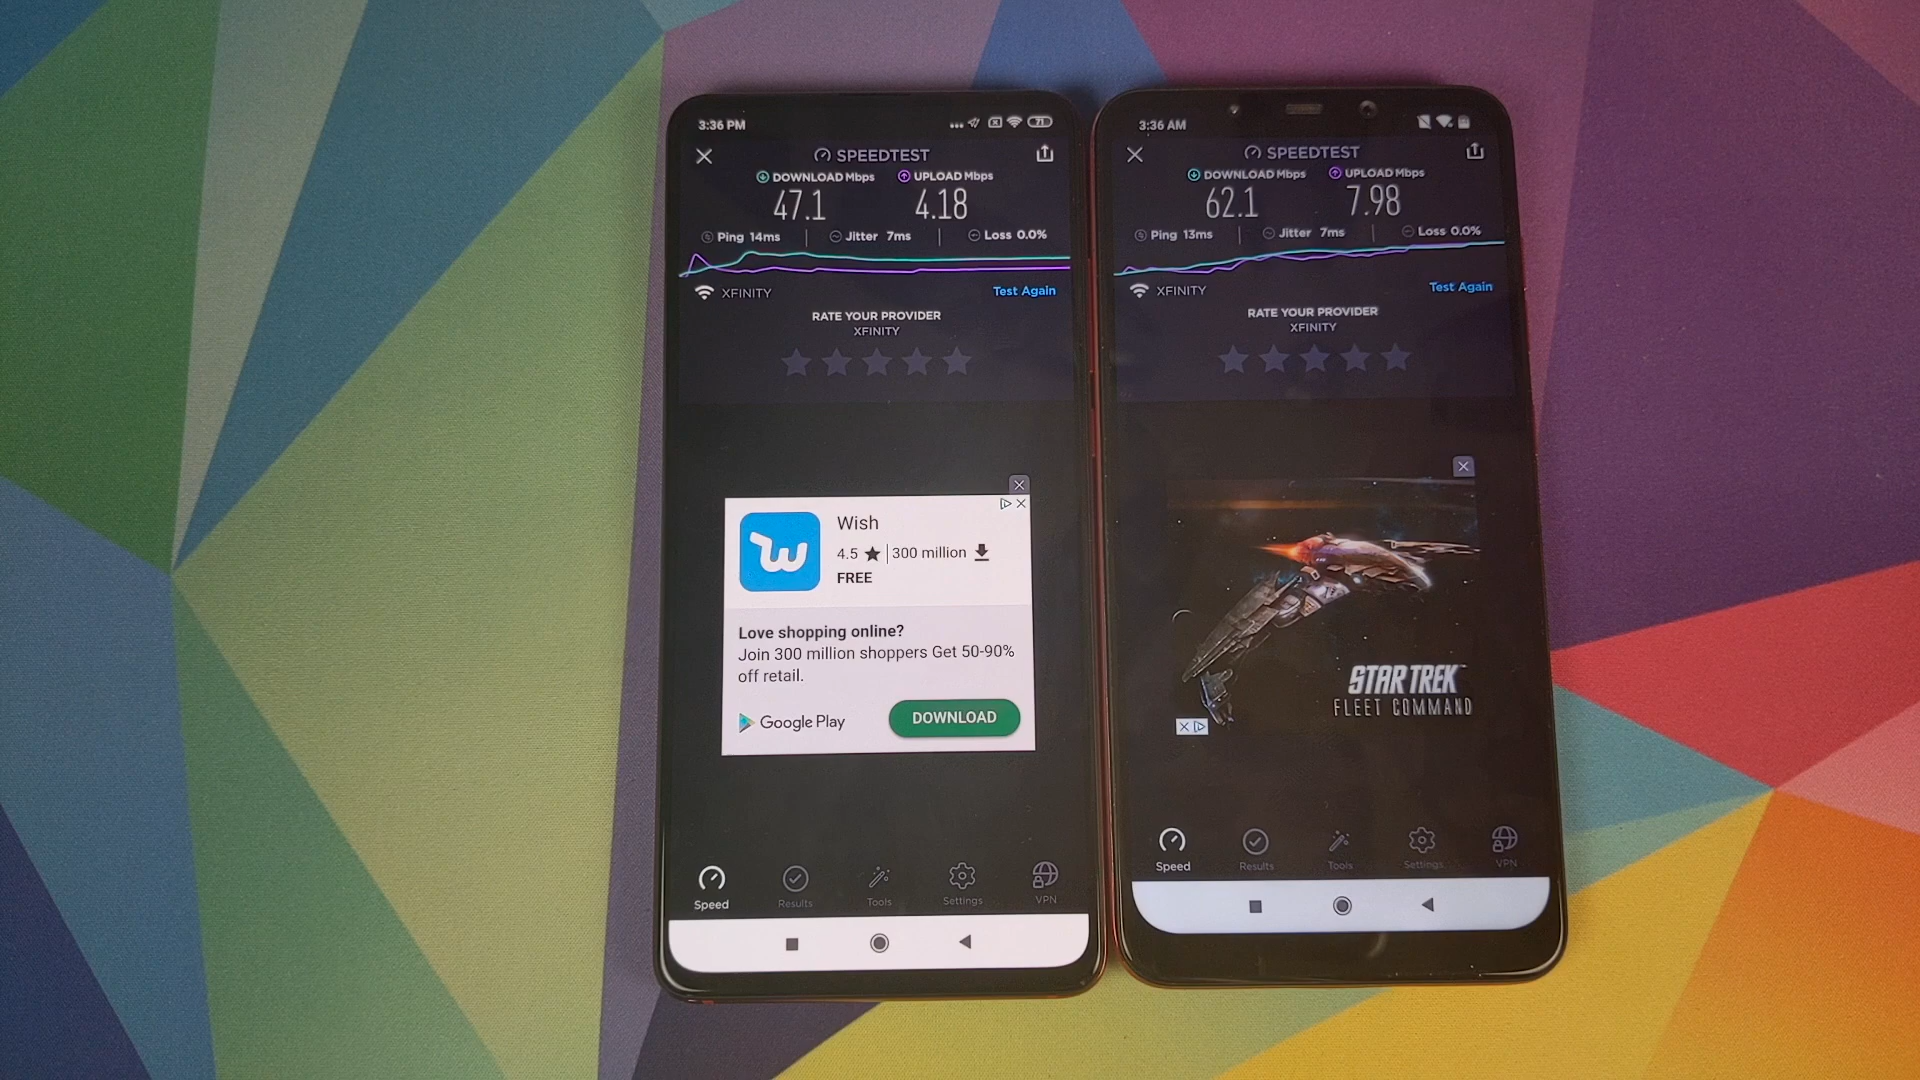 3:36 PM
71
SPEEDTEST
DOWNLOAD Mbps
UPLOAD Mbps
47.1
4.18
Ping 14ms
Jitter 7ms
Loss 0.0%
XFINITY
Test Again
RATE YOUR PROVIDER
XFINITY
Wish
4.5 ★ | 300 million
FREE
Love shopping online?
Join 300 million shoppers Get 50-90%
off retail.
Google Play
DOWNLOAD
Speed
Results
Tools
Settings
VPN
3:36 AM
SPEEDTEST
DOWNLOAD Mbps
UPLOAD Mbps
62.1
7.98
Ping 13ms
Jitter 7ms
Loss 0.0%
XFINITY
Test Again
RATE YOUR PROVIDER
XFINITY
STAR TREK
FLEET COMMAND
Speed
Results
Tools
Settings
VPN